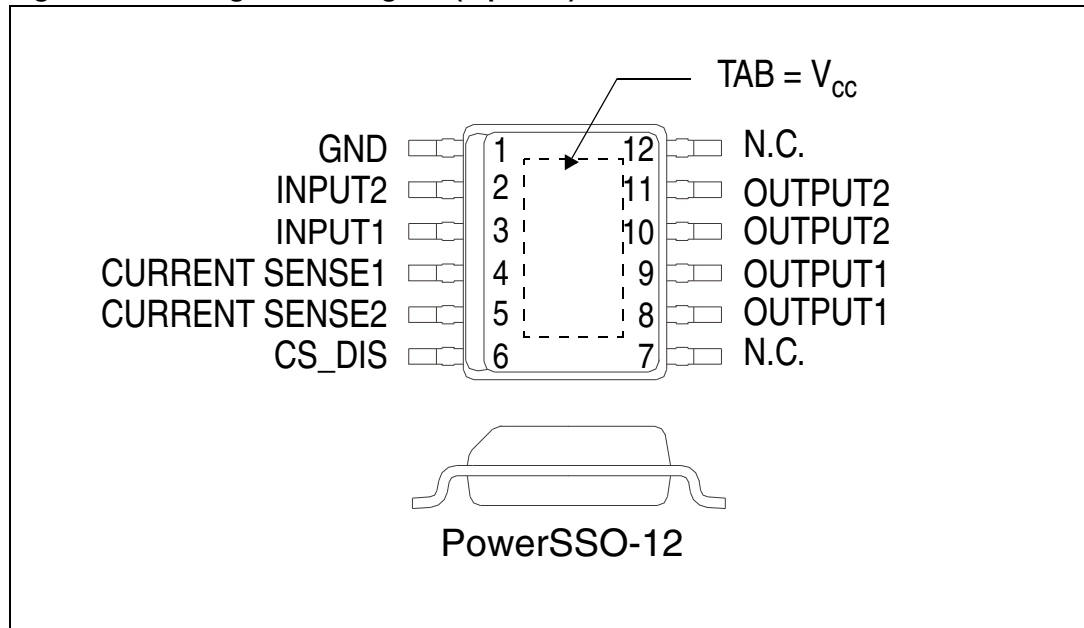 TAB = Vcc
GND 1 12 N.C.
INPUT2 2 11 OUTPUT2
INPUT1 3 10 OUTPUT2
CURRENT SENSE1 4 9 OUTPUT1
CURRENT SENSE2 5 8 OUTPUT1
CS_DIS 6 7 N.C.
PowerSSO-12